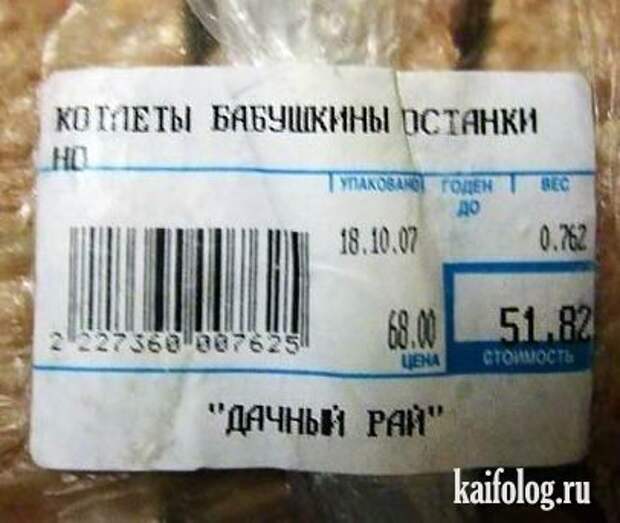 КОТЛЕТЫ БАБУШКИНЫ ОСТАНКИ
НО
УПАКОВАНО ГОДЕН ДО ВЕС
18.10.07 0.762
68.00 51.82
ЦЕНА СТОИМОСТЬ
2 227360 007625
"ДАЧНЫЙ РАЙ"
kaifolog.ru